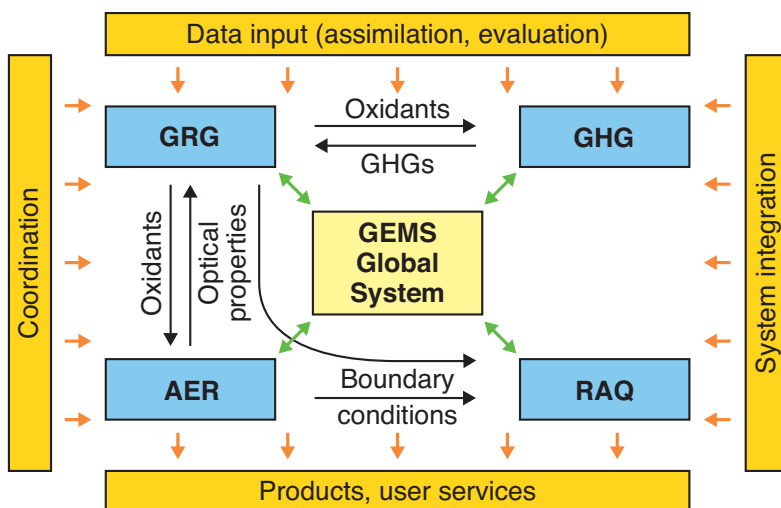 Data input (assimilation, evaluation)
Coordination
System integration
GRG
Oxidants
GHGs
GHG
Oxidants
Optical
properties
GEMS
Global
System
AER
Boundary
conditions
RAQ
Products, user services